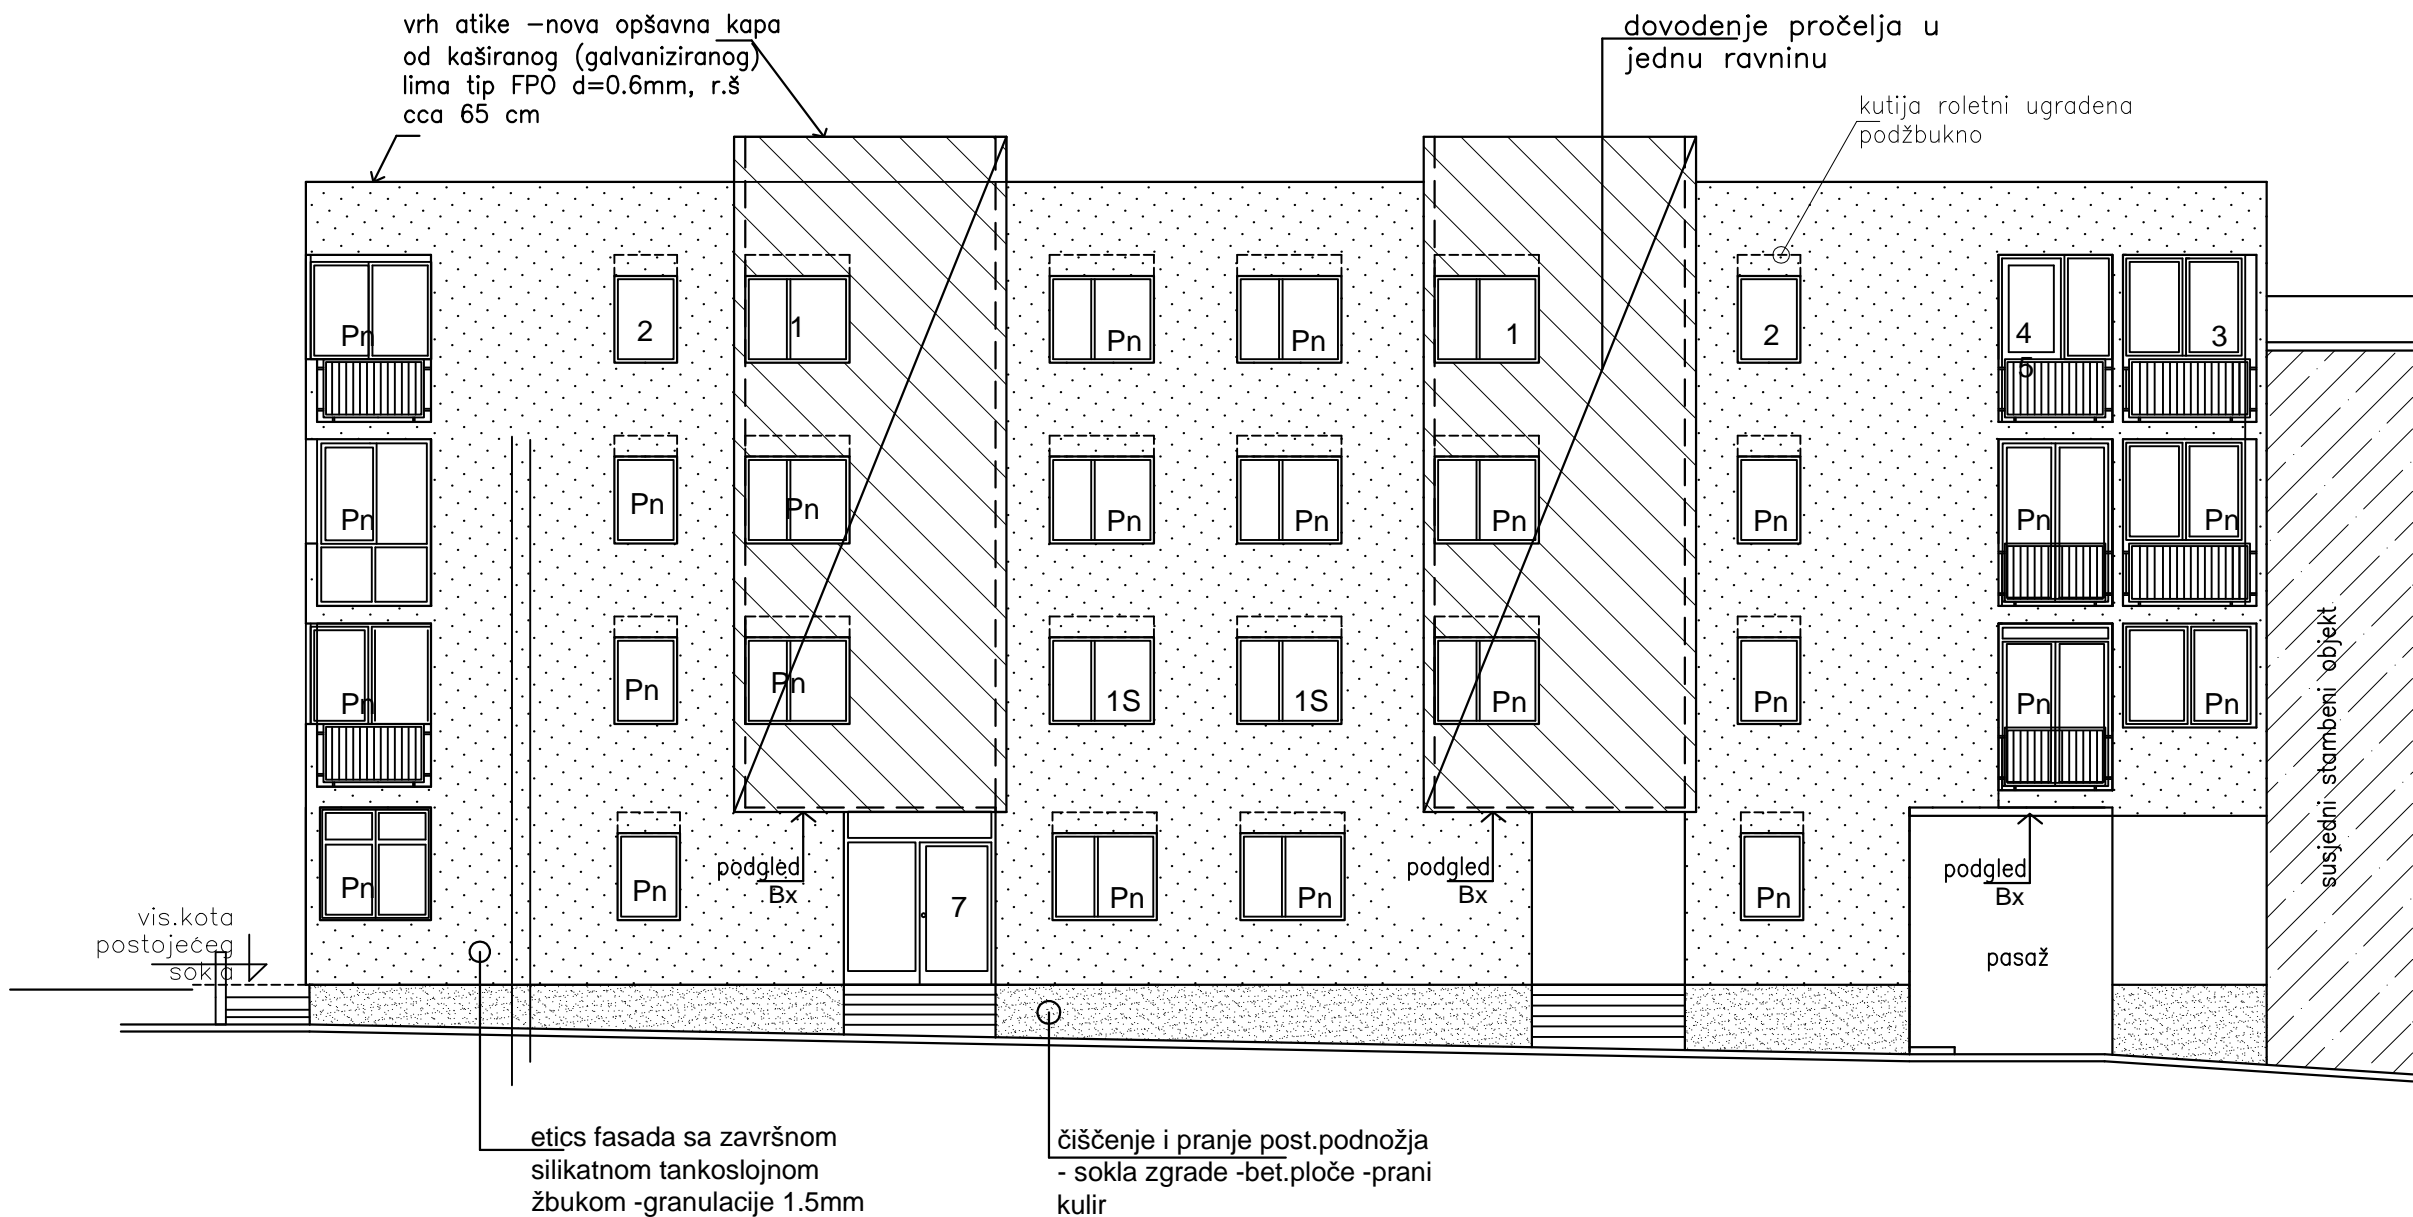 vrh atike -nova opšavna kapa
od kaširanog (galvaniziranog)
lima tip FPO d=0.6mm, r.š
cca 65 cm
dovodenje pročelja u
jednu ravninu
kutija roletni ugradena
podžbukno
Pn
2
1
Pn
Pn
1
2
4
5
3
Pn
Pn
Pn
Pn
Pn
Pn
Pn
Pn
Pn
Pn
Pn
Pn
1S
1S
Pn
Pn
Pn
Pn
susjedni stambeni objekt
Pn
Pn
podgled
Bx
7
Pn
Pn
podgled
Bx
Pn
podgled
Bx
pasaž
vis.kota
postojećeg
sokla
etics fasada sa završnom
silikatnom tankoslojnom
žbukom -granulacije 1.5mm
čiščenje i pranje post.podnožja
- sokla zgrade -bet.ploče -prani
kulir